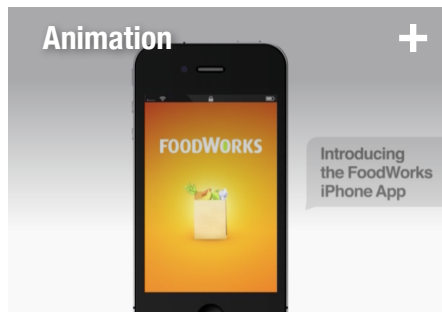 Animation
FOODWORKS
Introducing
the FoodWorks
iPhone App